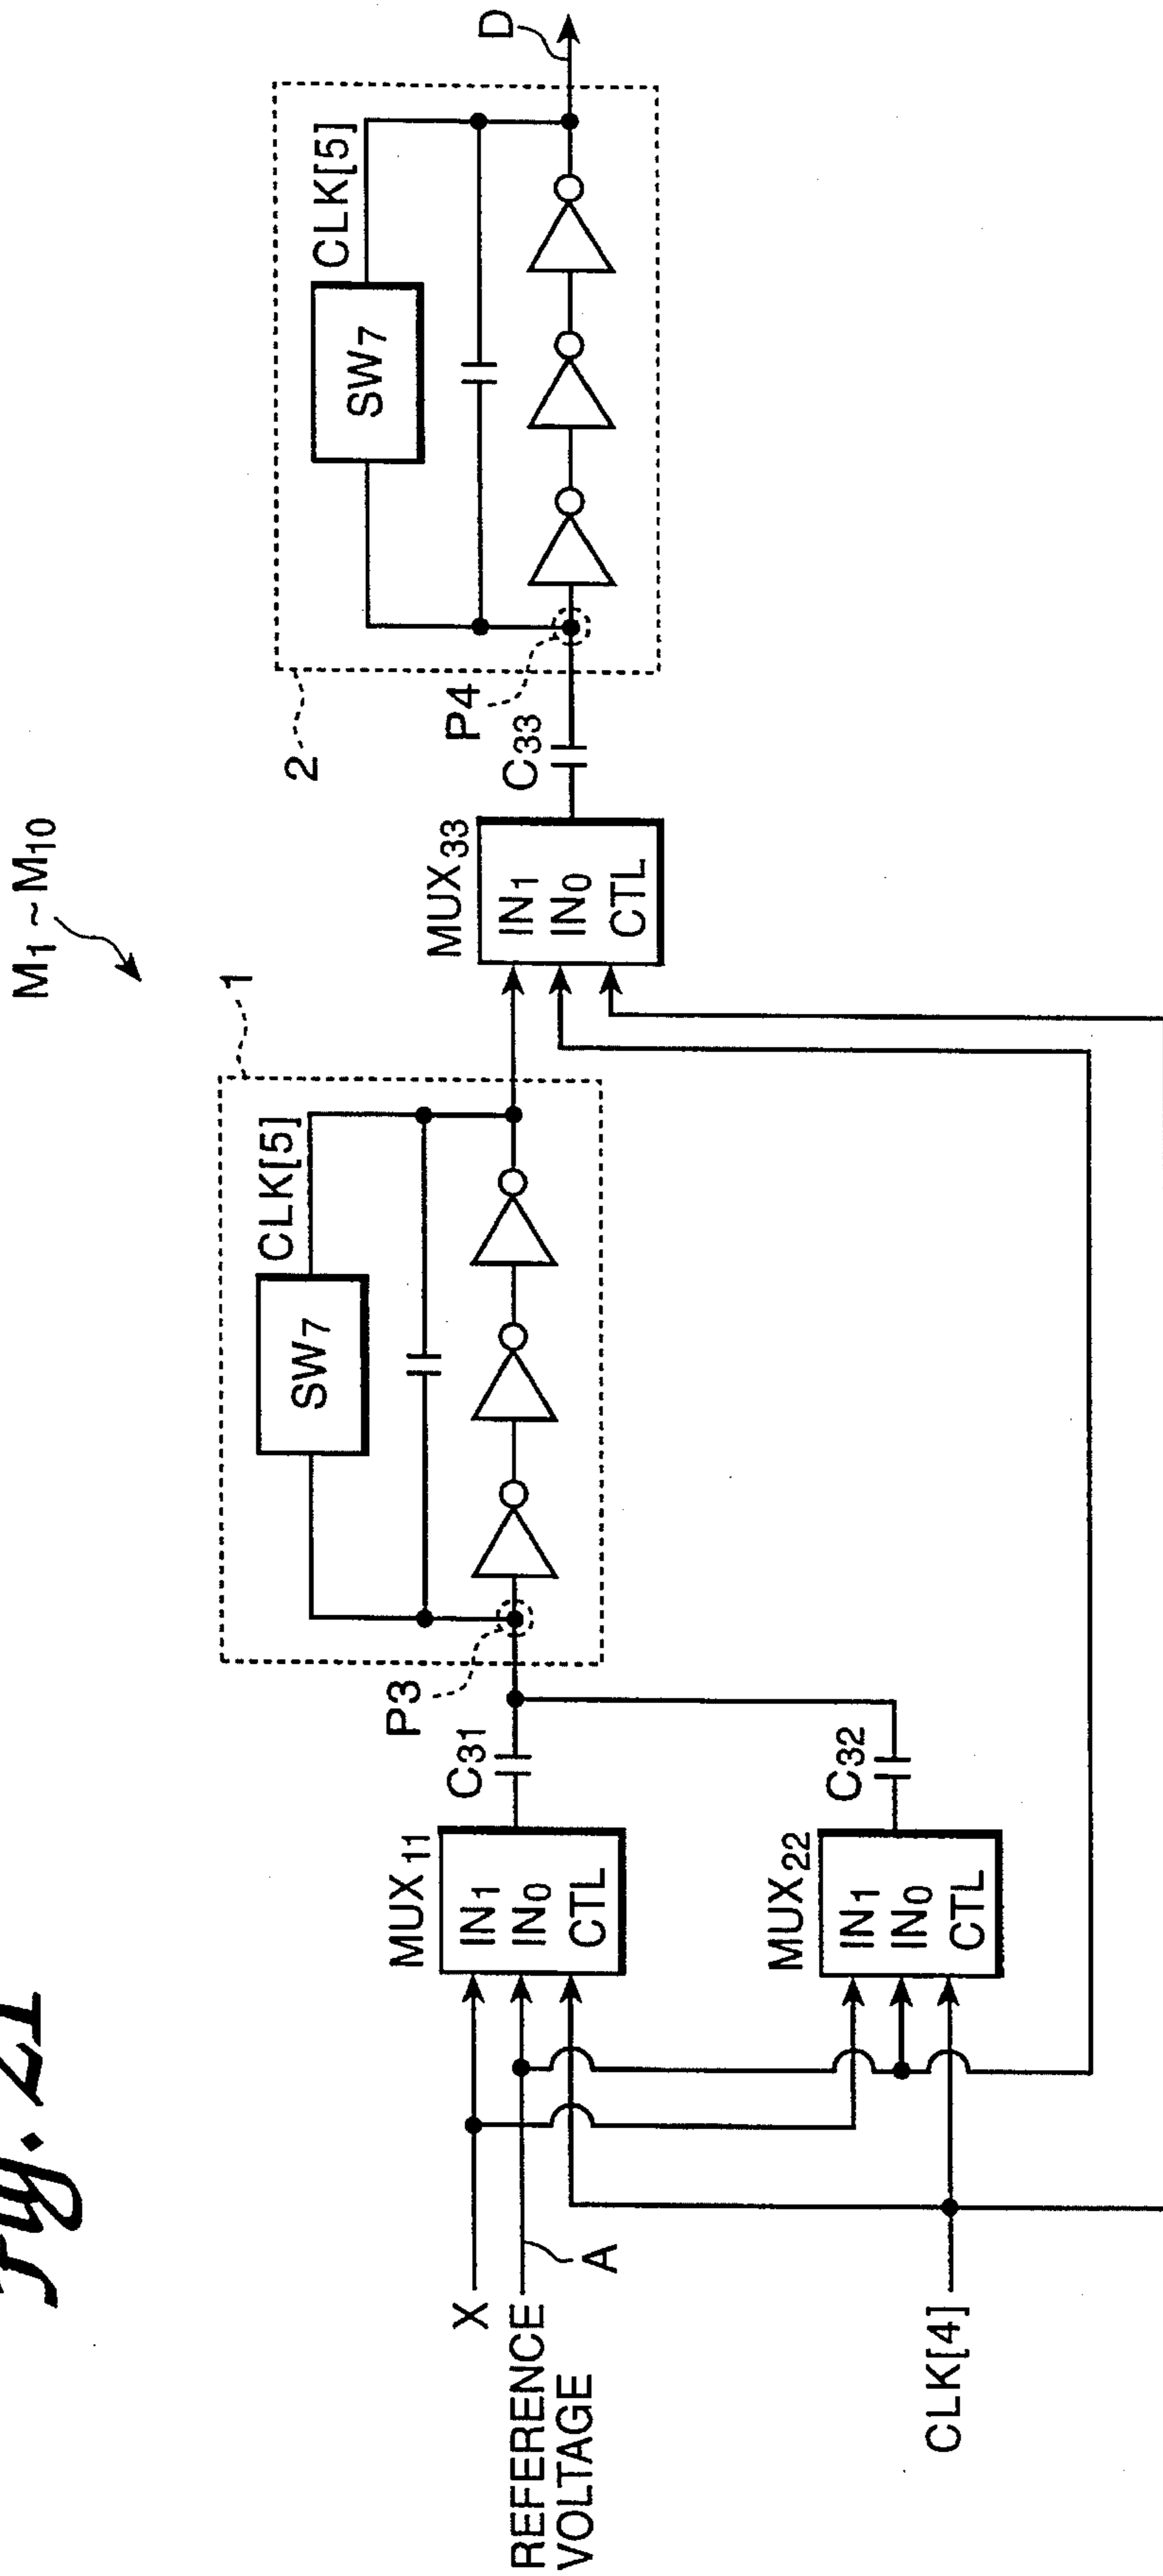 Fig. 21
M1 ~ M10
X
REFERENCE
VOLTAGE
A
CLK[4]
MUX11
IN1
IN0
CTL
C31
MUX22
IN1
IN0
CTL
C32
P3
1
SW7
CLK[5]
MUX33
IN1
IN0
CTL
C33
P4
2
SW7
CLK[5]
D